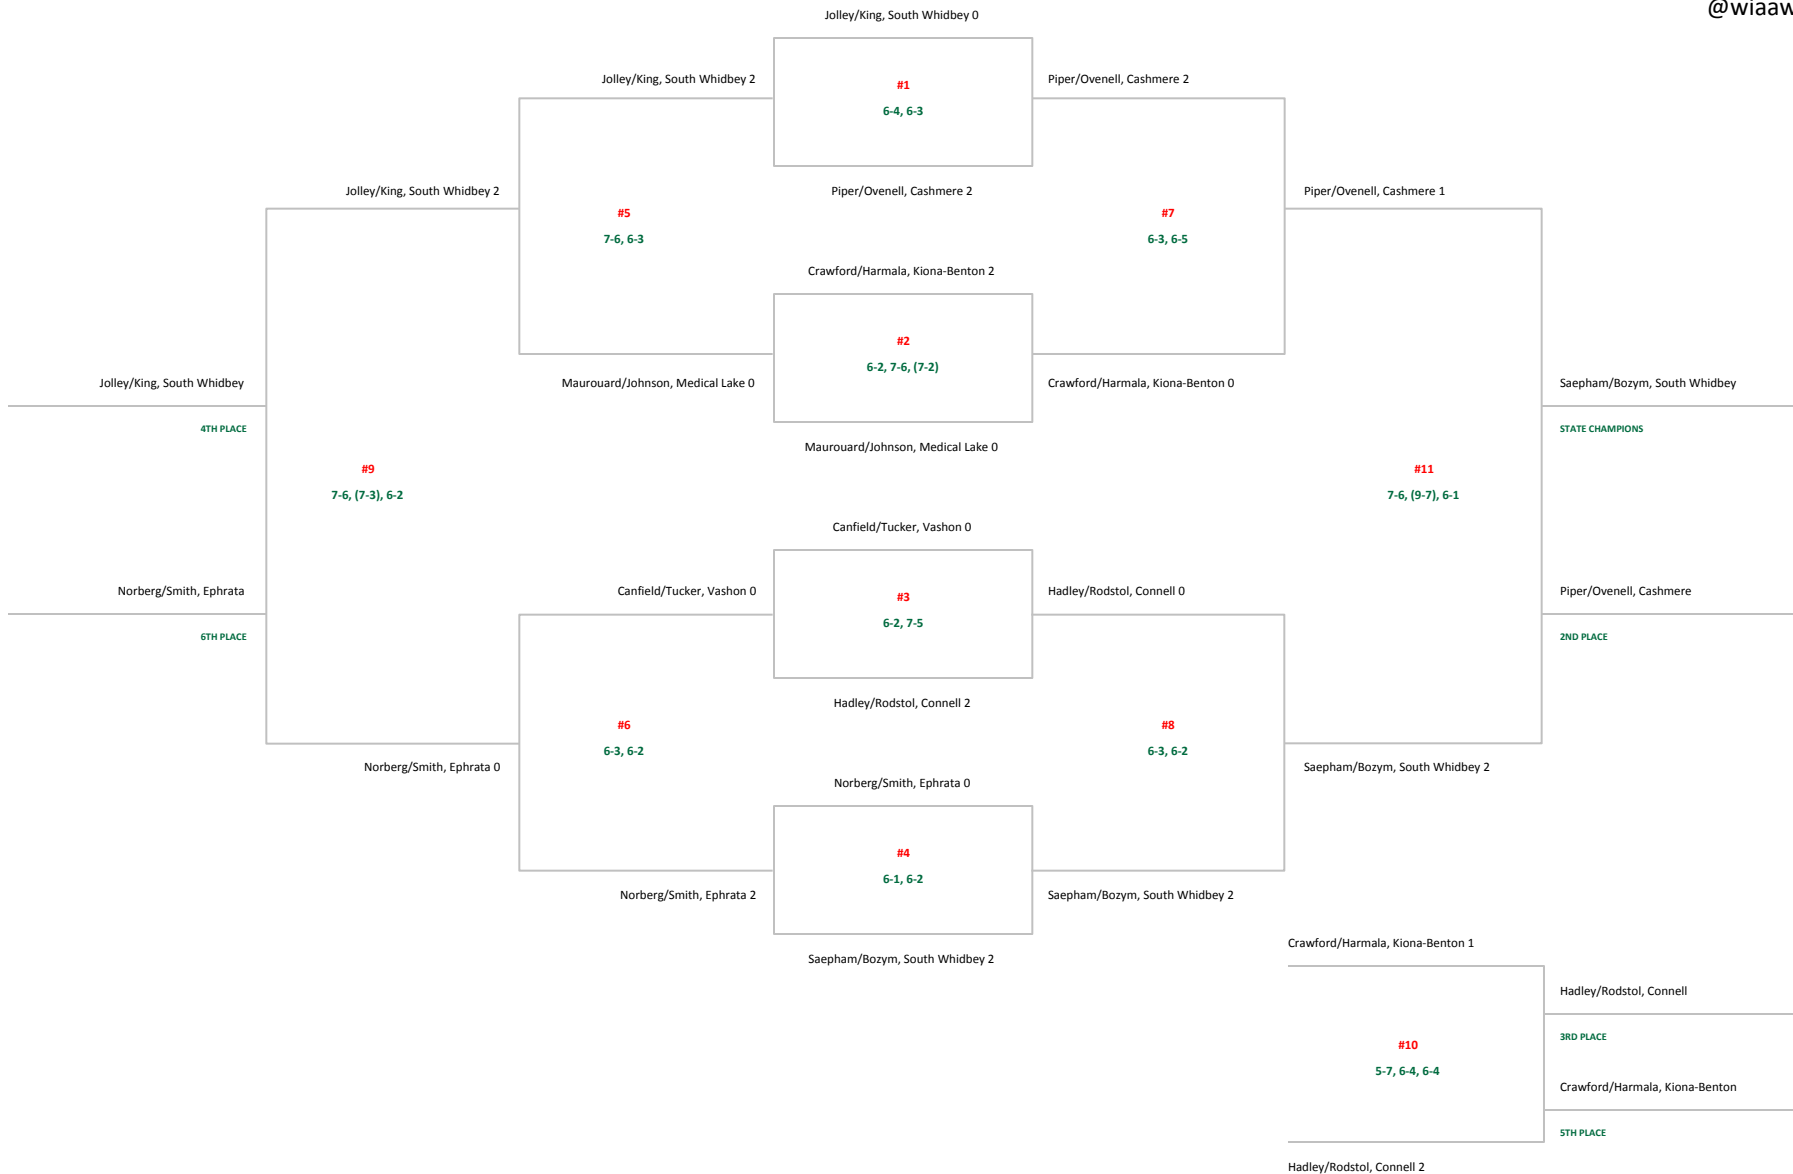 @wiaaw
Jolley/King, South Whidbey 0
Jolley/King, South Whidbey 2
#1
Piper/Ovenell, Cashmere 2
6-4, 6-3
Jolley/King, South Whidbey 2
Piper/Ovenell, Cashmere 2
Piper/Ovenell, Cashmere 1
#5
#7
7-6, 6-3
6-3, 6-5
Crawford/Harmala, Kiona-Benton 2
#2
6-2, 7-6, (7-2)
Jolley/King, South Whidbey
Maurouard/Johnson, Medical Lake 0
Crawford/Harmala, Kiona-Benton 0
Saepham/Bozym, South Whidbey
4TH PLACE
STATE CHAMPIONS
Maurouard/Johnson, Medical Lake 0
#9
#11
7-6, (7-3), 6-2
7-6, (9-7), 6-1
Canfield/Tucker, Vashon 0
Norberg/Smith, Ephrata
Canfield/Tucker, Vashon 0
#3
Hadley/Rodstol, Connell 0
Piper/Ovenell, Cashmere
6-2, 7-5
6TH PLACE
2ND PLACE
Hadley/Rodstol, Connell 2
#6
#8
6-3, 6-2
6-3, 6-2
Norberg/Smith, Ephrata 0
Saepham/Bozym, South Whidbey 2
Norberg/Smith, Ephrata 0
#4
6-1, 6-2
Norberg/Smith, Ephrata 2
Saepham/Bozym, South Whidbey 2
Crawford/Harmala, Kiona-Benton 1
Saepham/Bozym, South Whidbey 2
Hadley/Rodstol, Connell
3RD PLACE
#10
5-7, 6-4, 6-4
Crawford/Harmala, Kiona-Benton
5TH PLACE
Hadley/Rodstol, Connell 2